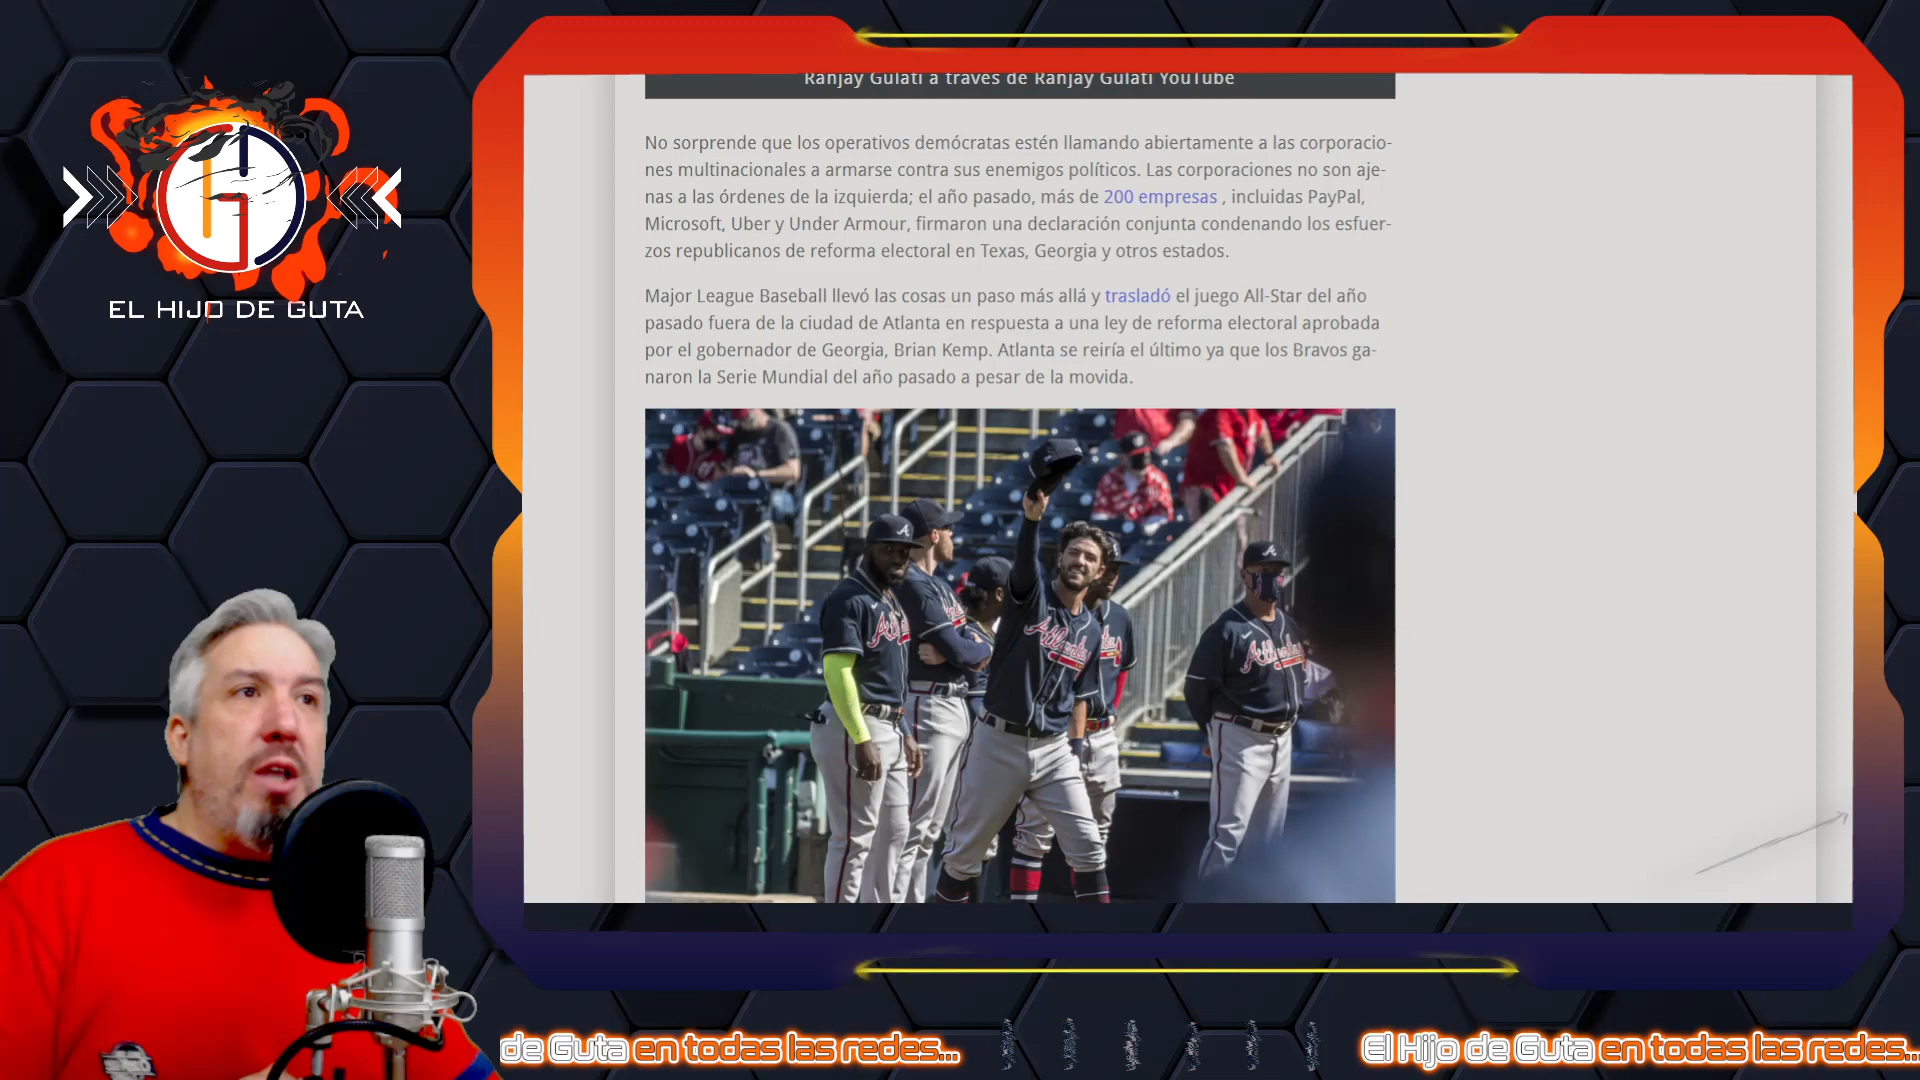 Ranjay Gulati a través de Ranjay Gulati YouTube
No sorprende que los operativos demócratas estén llamando abiertamente a las corporacio-
nes multinacionales a armarse contra sus enemigos políticos. Las corporaciones no son aje-
nas a las órdenes de la izquierda; el año pasado, más de 200 empresas , incluidas PayPal,
Microsoft, Uber y Under Armour, firmaron una declaración conjunta condenando los esfuer-
zos republicanos de reforma electoral en Texas, Georgia y otros estados.
Major League Baseball llevó las cosas un paso más allá y trasladó el juego All-Star del año
pasado fuera de la ciudad de Atlanta en respuesta a una ley de reforma electoral aprobada
por el gobernador de Georgia, Brian Kemp. Atlanta se reiría el último ya que los Bravos ga-
naron la Serie Mundial del año pasado a pesar de la movida.
EL HIJO DE GUTA
A
A
Atlanta
Atlanta
Atlanta
de Guta en todas las redes...
El Hijo de Guta en todas las redes...